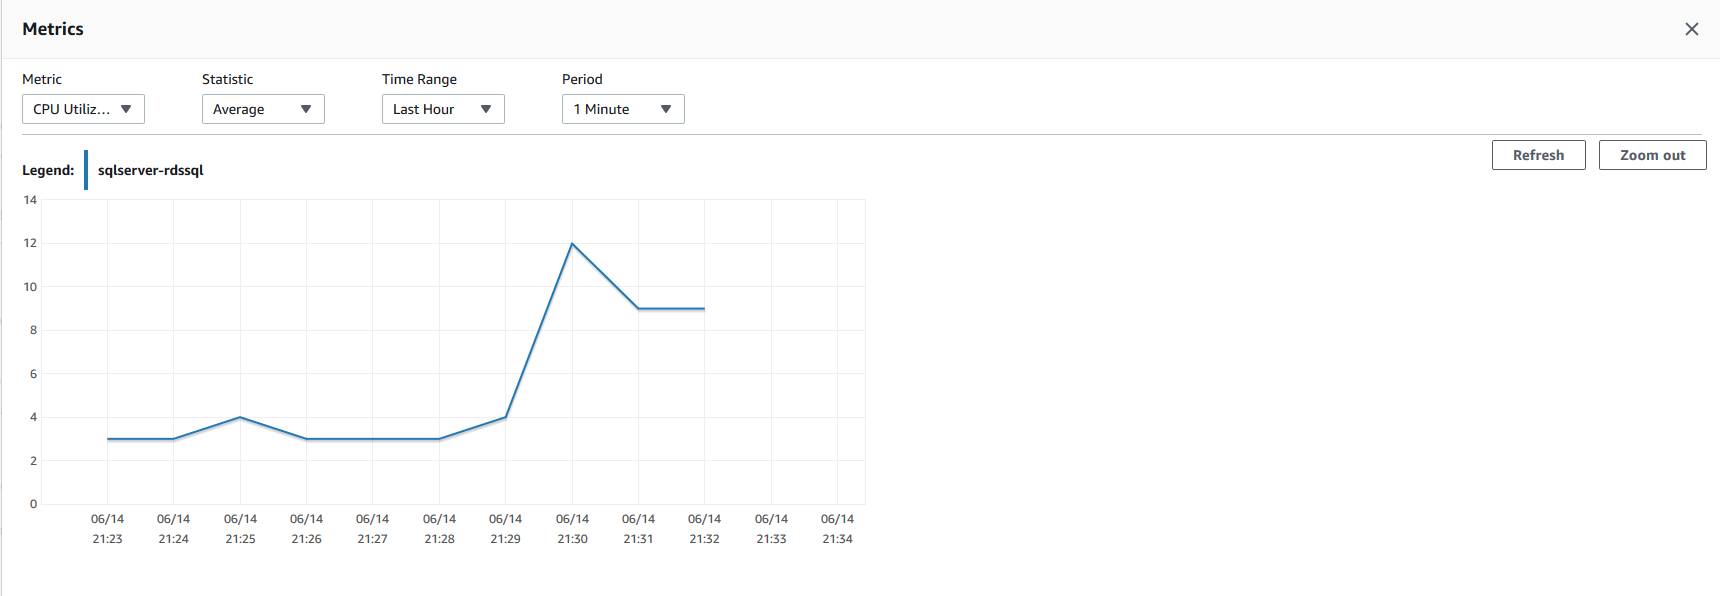 Metrics
Metric Statistic Time Range Period
CPU Utiliz... Average Last Hour 1 Minute
Refresh Zoom out
Legend: sqlserver-rdssql
14
12
10
8
6
4
2
0
06/14 06/14 06/14 06/14 06/14 06/14 06/14 06/14 06/14 06/14 06/14 06/14
21:23 21:24 21:25 21:26 21:27 21:28 21:29 21:30 21:31 21:32 21:33 21:34